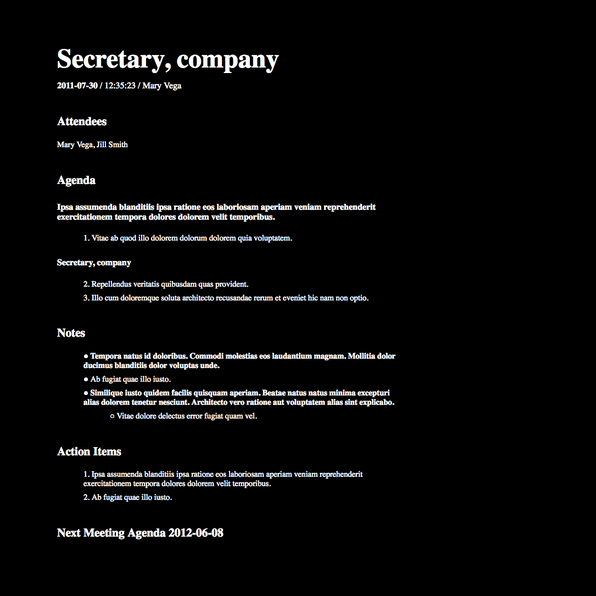 Secretary, company
2011-07-30 / 12:35:23 / Mary Vega
Attendees
Mary Vega, Jill Smith
Agenda
Ipsa assumenda blanditiis ipsa ratione eos laboriosam aperiam veniam reprehenderit
exercitationem tempora dolores dolorem velit temporibus.
1. Vitae ab quod illo dolorem dolorum dolorem quia voluptatem.
Secretary, company
2. Repellendus veritatis quibusdam quas provident.
3. Illo cum doloremque soluta architecto recusandae rerum et eveniet hic nam non optio.
Notes
● Tempora natus id doloribus. Commodi molestias eos laudantium magnam. Mollitia dolor
ducimus blanditiis dolor voluptas unde.
● Ab fugiat quae illo iusto.
● Similique iusto quidem facilis quisquam aperiam. Beatae natus natus minima excepturi
alias dolorem tenetur nesciunt. Architecto vero ratione aut voluptatem alias sint explicabo.
○ Vitae dolore delectus error fugiat quam vel.
Action Items
1. Ipsa assumenda blanditiis ipsa ratione eos laboriosam aperiam veniam reprehenderit
exercitationem tempora dolores dolorem velit temporibus.
2. Ab fugiat quae illo iusto.
Next Meeting Agenda 2012-06-08